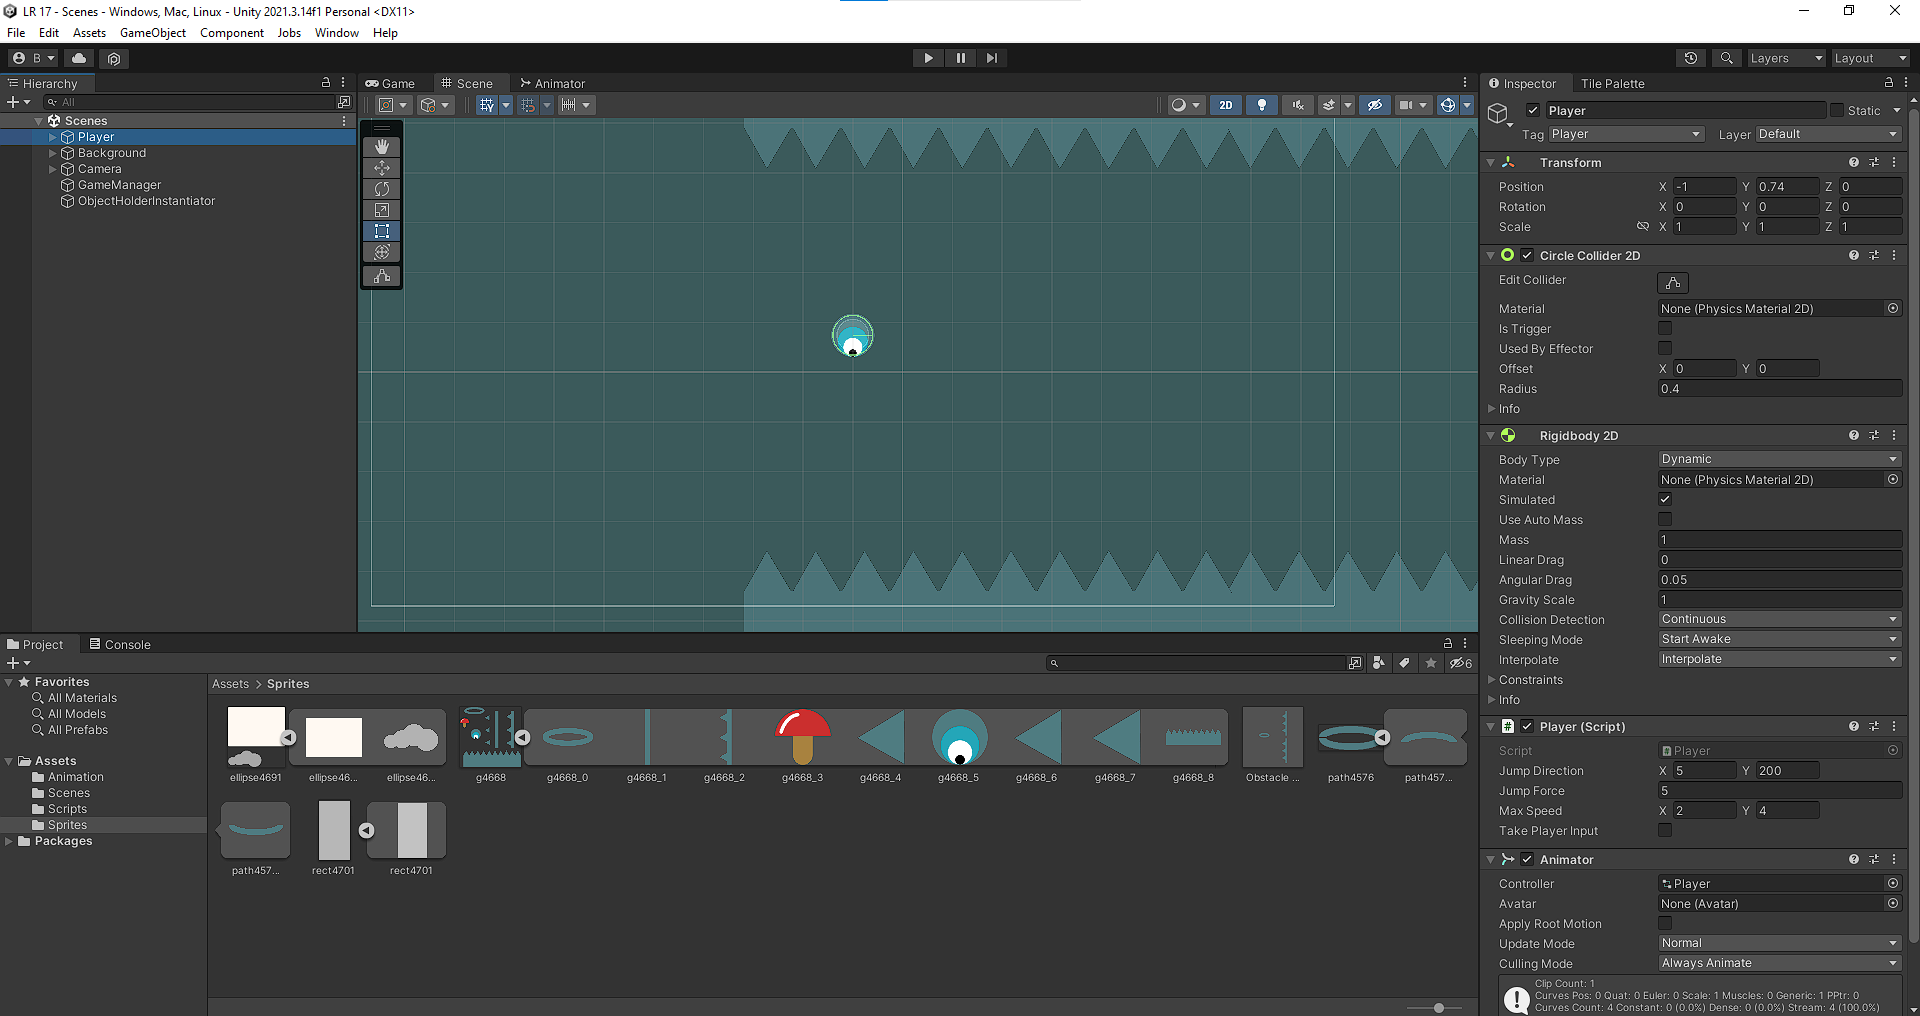 LR 17 - Scenes - Windows, Mac, Linux - Unity 2021.3.14f1 Personal <DX11>
File Edit Assets GameObject Component Jobs Window Help
B Layers Layout
Hierarchy
All
Scenes
Player
Background
Camera
GameManager
ObjectHolderInstantiator
Game Scene Animator
2D
Inspector Tile Palette
Player Static
Tag Player Layer Default
Transform
Position X -1 Y 0.74 Z 0
Rotation X 0 Y 0 Z 0
Scale X 1 Y 1 Z 1
Circle Collider 2D
Edit Collider
Material None (Physics Material 2D)
Is Trigger
Used By Effector
Offset X 0 Y 0
Radius 0.4
Info
Rigidbody 2D
Body Type Dynamic
Material None (Physics Material 2D)
Simulated
Use Auto Mass
Mass 1
Linear Drag 0
Angular Drag 0.05
Gravity Scale 1
Collision Detection Continuous
Sleeping Mode Start Awake
Interpolate Interpolate
Constraints
Info
Player (Script)
Script Player
Jump Direction X 5 Y 200
Jump Force 5
Max Speed X 2 Y 4
Take Player Input
Animator
Controller Player
Avatar None (Avatar)
Apply Root Motion
Update Mode Normal
Culling Mode Always Animate
Clip Count: 1
Curves Pos: 0 Quat: 0 Euler: 0 Scale: 1 Muscles: 0 Generic: 1 PPtr: 0
Curves Count: 4 Constant: 0 (0.0%) Dense: 0 (0.0%) Stream: 4 (100.0%)
Project Console
6
Favorites
All Materials
All Models
All Prefabs
Assets
Animation
Scenes
Scripts
Sprites
Packages
Assets > Sprites
ellipse4691 ellipse46... ellipse46... g4668 g4668_0 g4668_1 g4668_2 g4668_3 g4668_4 g4668_5 g4668_6 g4668_7 g4668_8 Obstacle ... path4576 path457...
path457... rect4701 rect4701